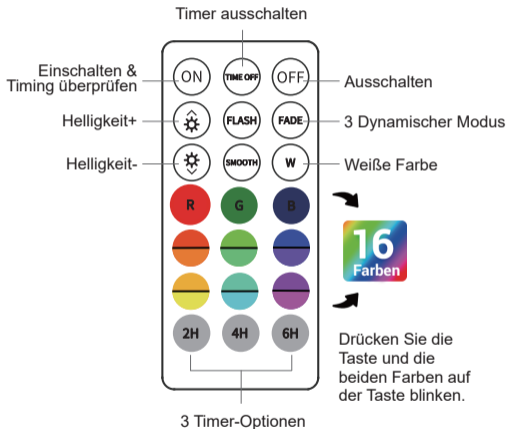 Timer ausschalten
Einschalten &
Timing überprüfen
ON
TIME OFF
OFF
Ausschalten
Helligkeit+
FLASH
FADE
3 Dynamischer Modus
Helligkeit-
SMOOTH
W
Weiße Farbe
R
G
B
16
Farben
2H
4H
6H
Drücken Sie die
Taste und die
beiden Farben auf
der Taste blinken.
3 Timer-Optionen